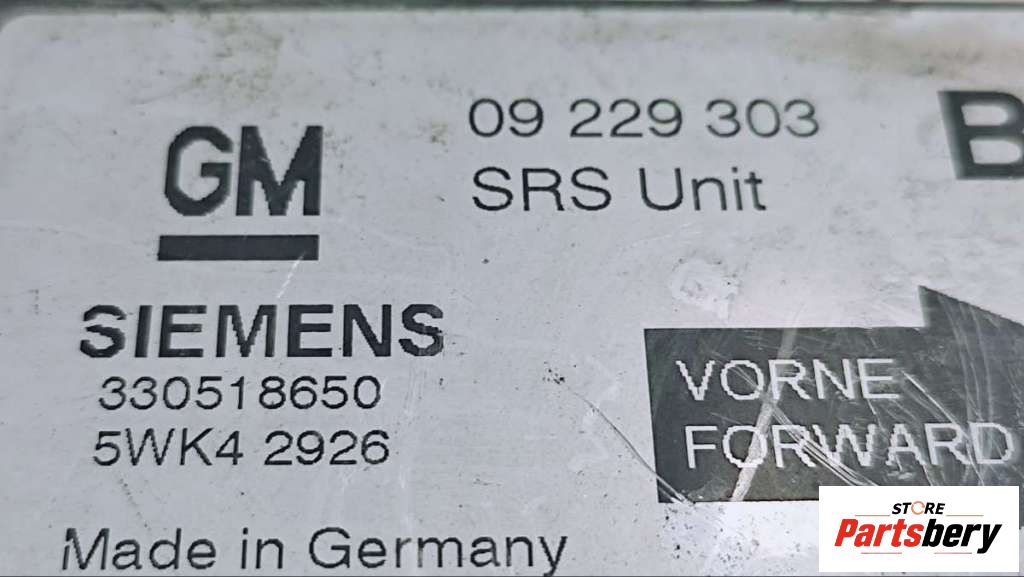 GM
09 229 303
SRS Unit
B
SIEMENS
330518650
5WK4 2926
VORNE
FORWARD
Made in Germany
STORE
Partsbery